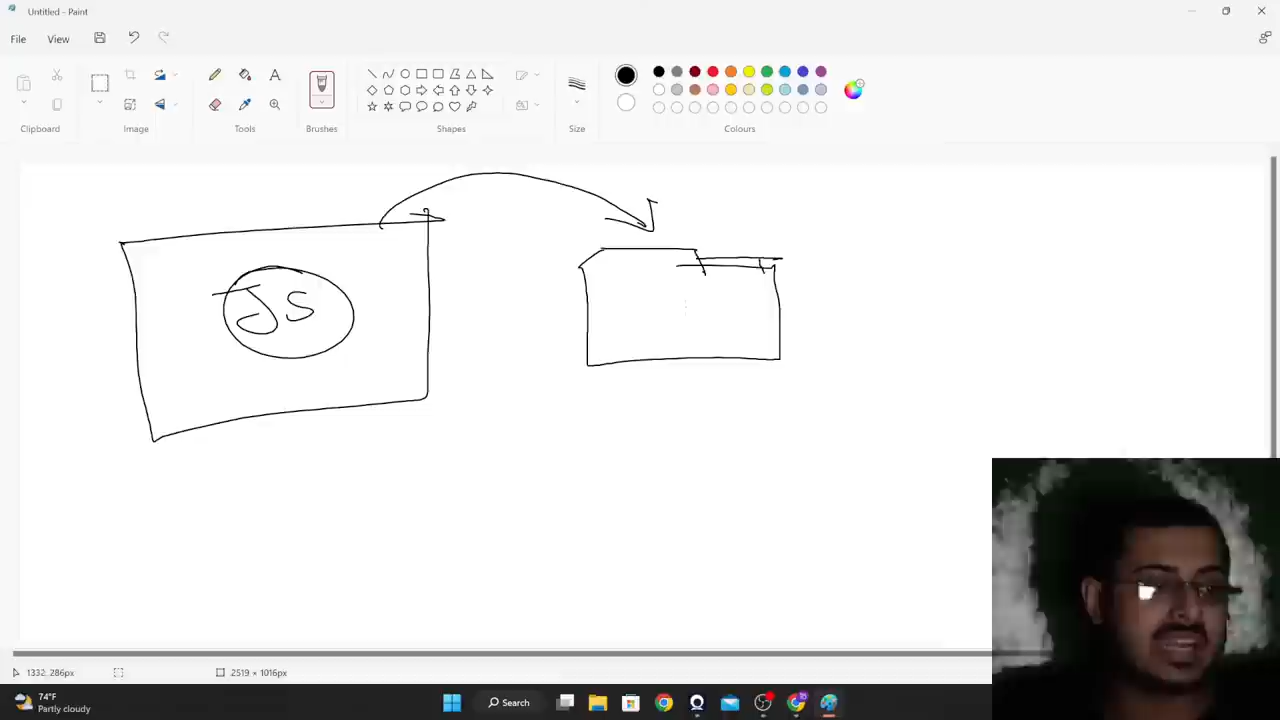 Untitled - Paint
File View
Clipboard
Image
Tools
Brushes
Shapes
Size
Colours
JS
1332, 286px
2519 × 1016px
74°F
Partly cloudy
Search